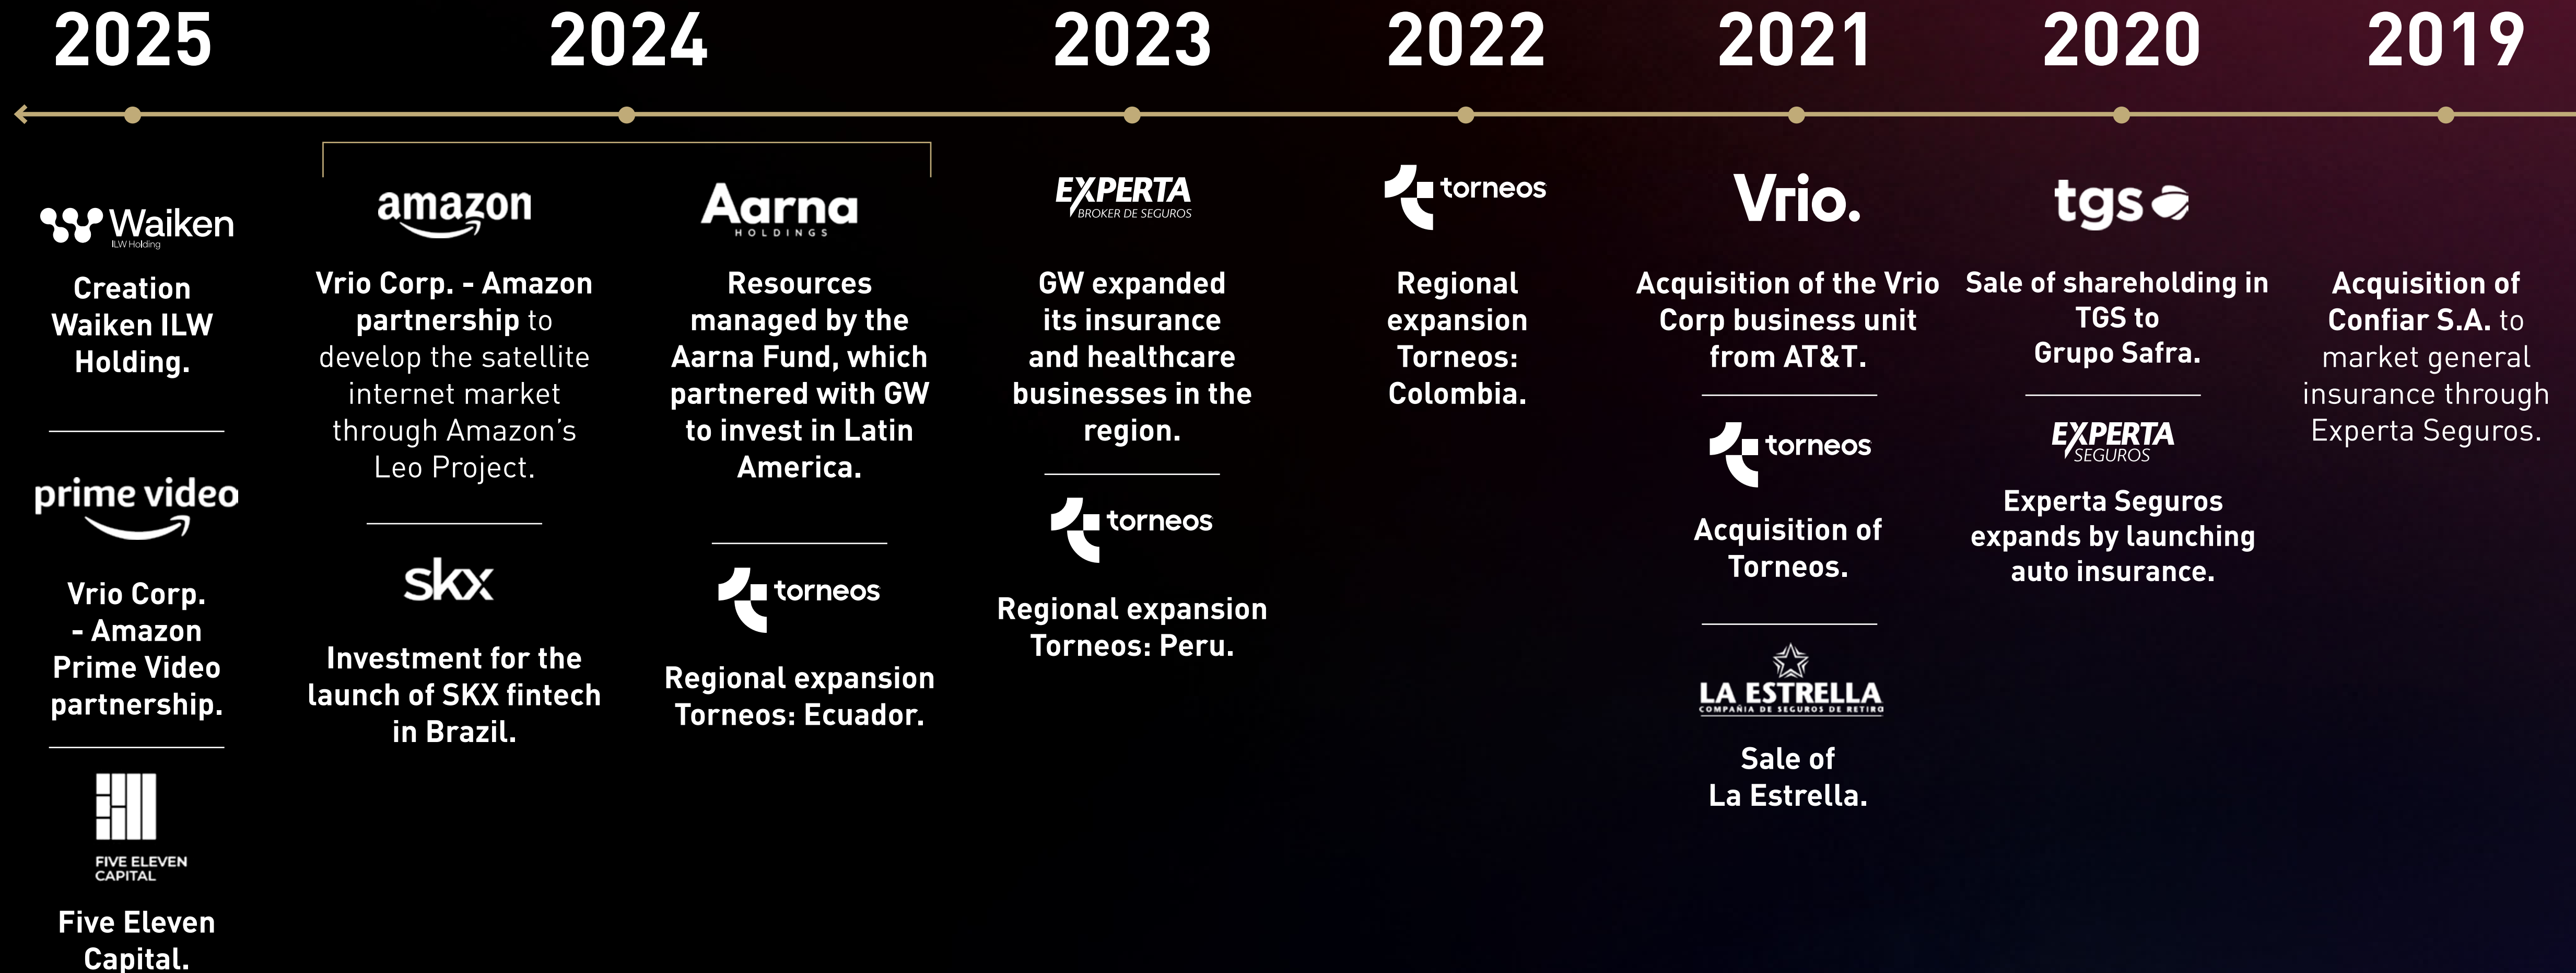 2025
2024
2023
2022
2021
2020
2019
Waiken
ILW Holding
Creation
Waiken ILW
Holding.
prime video
Vrio Corp.
- Amazon
Prime Video
partnership.
FIVE ELEVEN
CAPITAL
Five Eleven
Capital.
amazon
Vrio Corp. - Amazon
partnership to
develop the satellite
internet market
through Amazon’s
Leo Project.
skx
Investment for the
launch of SKX fintech
in Brazil.
Aarna
HOLDINGS
Resources
managed by the
Aarna Fund, which
partnered with GW
to invest in Latin
America.
torneos
Regional expansion
Torneos: Ecuador.
EXPERTA
BROKER DE SEGUROS
GW expanded
its insurance
and healthcare
businesses in the
region.
torneos
Regional expansion
Torneos: Peru.
torneos
Regional
expansion
Torneos:
Colombia.
Vrio.
Acquisition of the Vrio
Corp business unit
from AT&T.
torneos
Acquisition of
Torneos.
LA ESTRELLA
COMPAÑIA DE SEGUROS DE RETIRO
Sale of
La Estrella.
tgs
Sale of shareholding in
TGS to
Grupo Safra.
EXPERTA
SEGUROS
Experta Seguros
expands by launching
auto insurance.
Acquisition of
Confiar S.A. to
market general
insurance through
Experta Seguros.